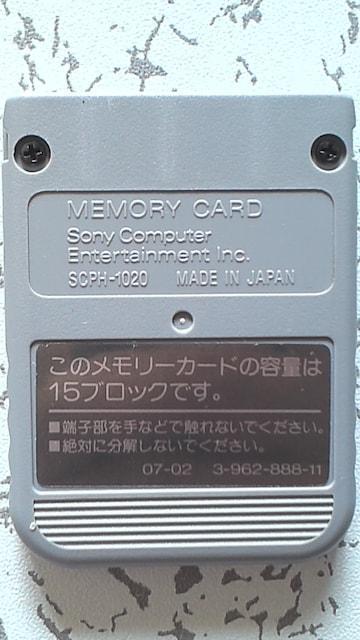 MEMORY CARD
Sony Computer
Entertainment Inc.
SCPH-1020 MADE IN JAPAN
このメモリーカードの容量は
15ブロックです。
■端子部を手などで触れないでください。
■絶対に分解しないでください。
07-02 3-962-888-11